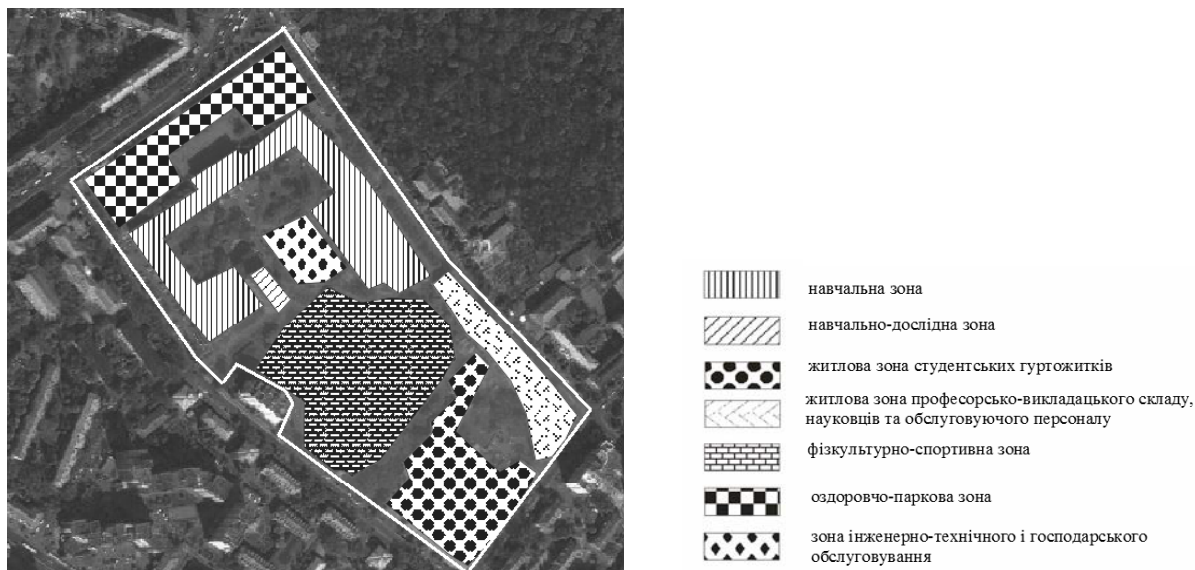 навчальна зона
навчально-дослідна зона
житлова зона студентських гуртожитків
житлова зона професорсько-викладацького складу,
науковців та обслуговуючого персоналу
фізкультурно-спортивна зона
оздоровчо-паркова зона
зона інженерно-технічного і господарського
обслуговування